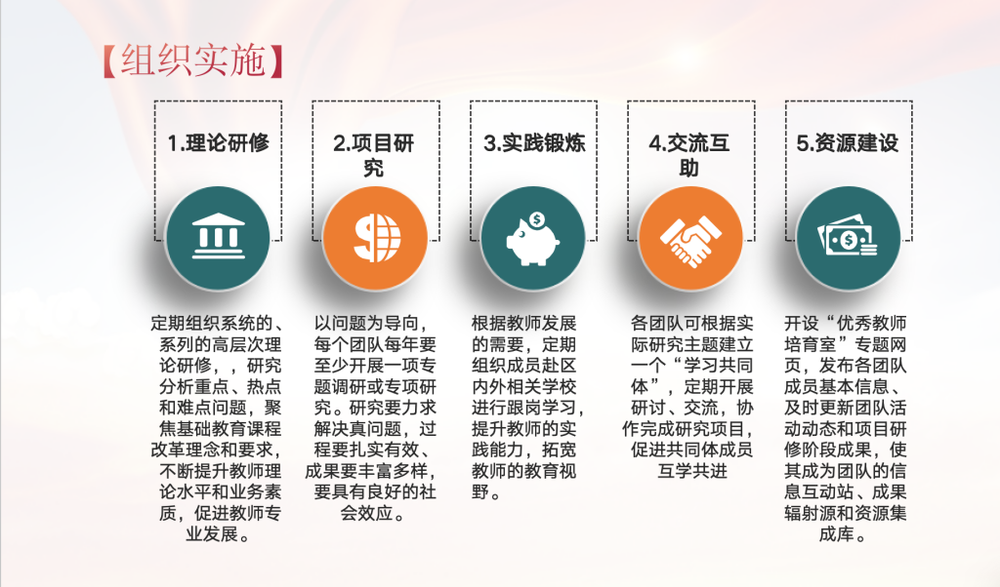 【组织实施】
1.理论研修
定期组织系统的、
系列的高层次理
论研修，，研究
分析重点、热点
和难点问题，聚
焦基础教育课程
改革理念和要求，
不断提升教师理
论水平和业务素
质，促进教师专
业发展。
2.项目研
究
以问题为导向，
每个团队每年要
至少开展一项专
题调研或专项研
究。研究要力求
解决真问题，过
程要扎实有效、
成果要丰富多样，
要具有良好的社
会效应。
3.实践锻炼
根据教师发展
的需要，定期
组织成员赴区
内外相关学校
进行跟岗学习，
提升教师的实
践能力，拓宽
教师的教育视
野。
4.交流互
助
各团队可根据实
际研究主题建立
一个“学习共同
体”，定期开展
研讨、交流，协
作完成研究项目，
促进共同体成员
互学共进
5.资源建设
开设“优秀教师
培育室”专题网
页，发布各团队
成员基本信息、
及时更新团队活
动动态和项目研
修阶段成果，使
其成为团队的信
息互动站、成果
辐射源和资源集
成库。